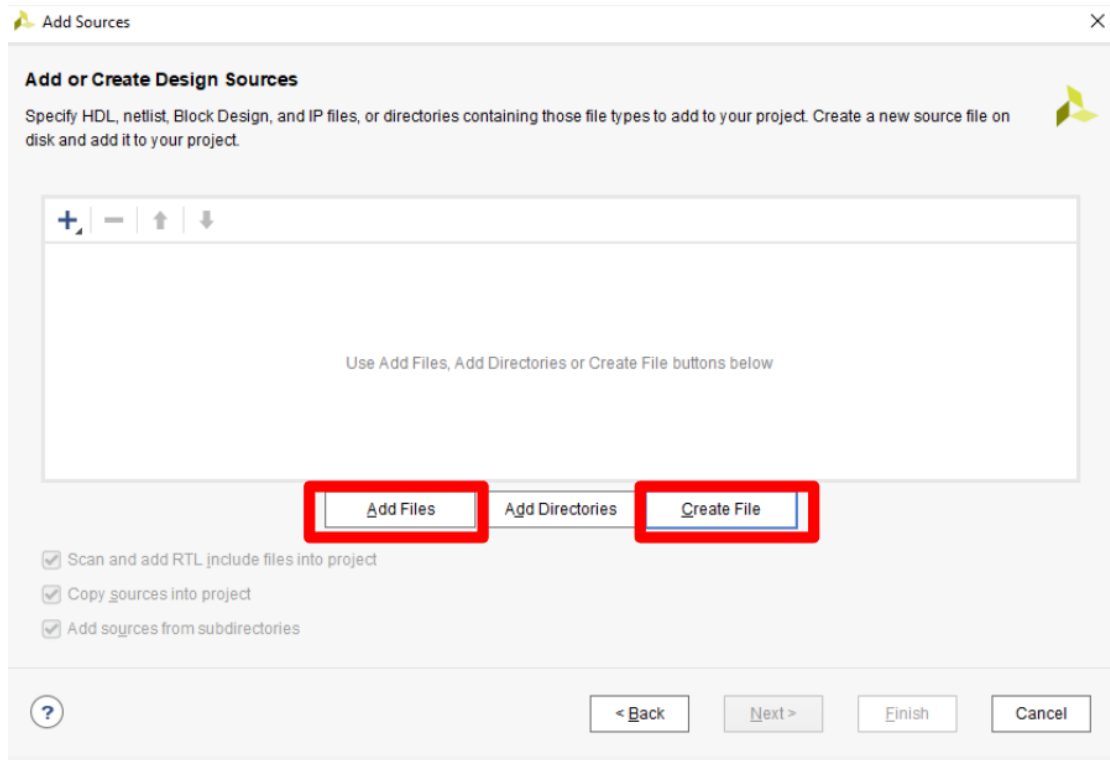 Add Sources
Add or Create Design Sources
Specify HDL, netlist, Block Design, and IP files, or directories containing those file types to add to your project. Create a new source file on
disk and add it to your project.
Use Add Files, Add Directories or Create File buttons below
Add Files
Add Directories
Create File
Scan and add RTL include files into project
Copy sources into project
Add sources from subdirectories
?
< Back
Next >
Finish
Cancel